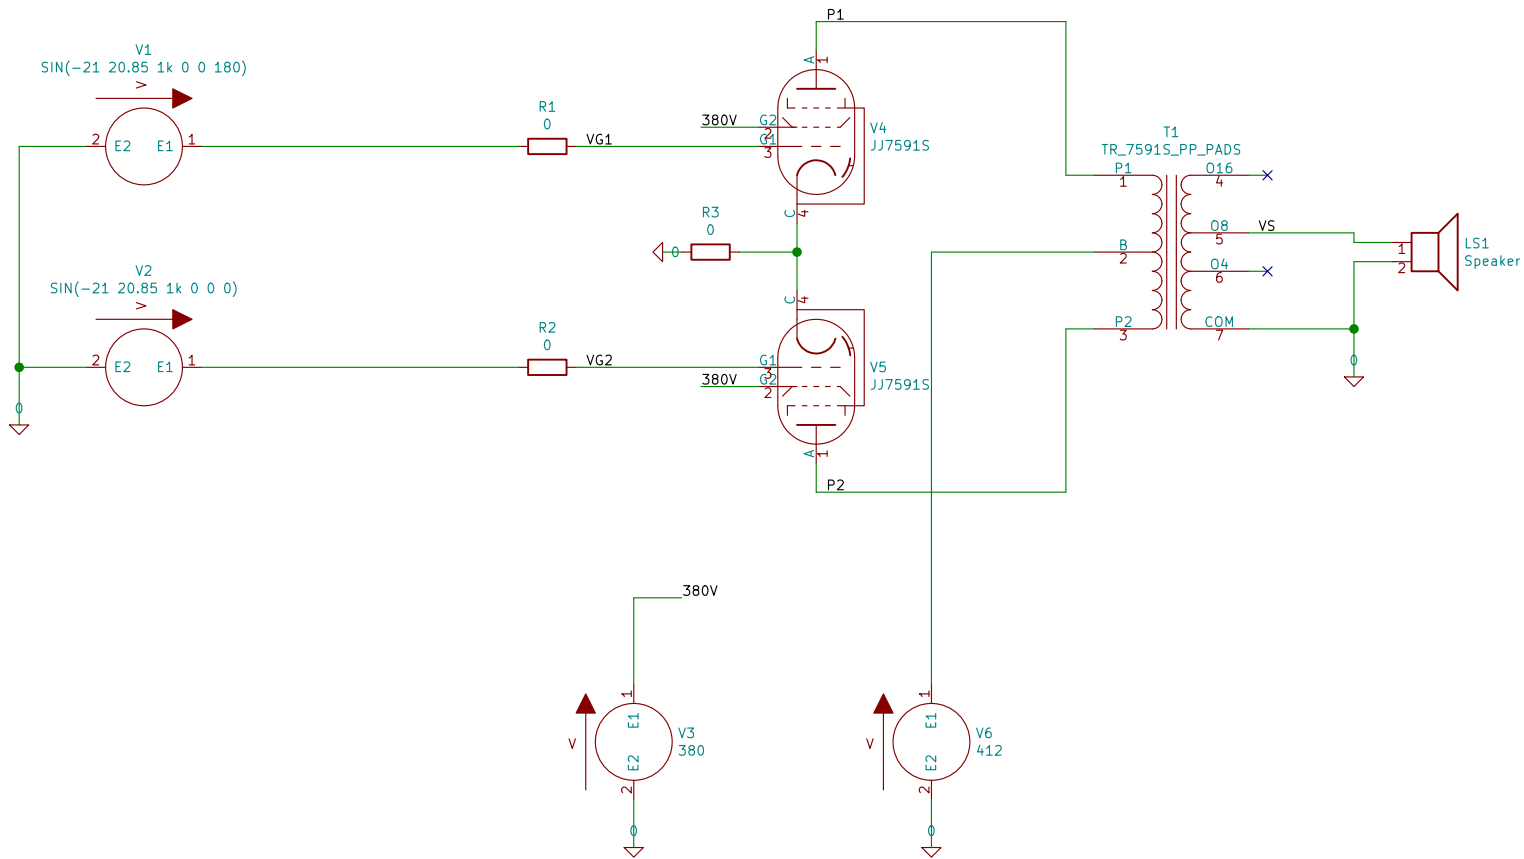 P1
V1
SIN(-21 20.85 1k 0 0 180)
V
2 E2 E1 1
R1
0
VG1
380V
A
1
G2
2
G1
3
V4
JJ7591S
C
4
R3
0
0
T1
TR_7591S_PP_PADS
P1
1
B
2
P2
3
O16
4
O8
5
O4
6
COM
7
VS
1
2
LS1
Speaker
0
V2
SIN(-21 20.85 1k 0 0 0)
V
2 E2 E1 1
0
R2
0
VG2
380V
C
4
G1
3
G2
2
V5
JJ7591S
A
1
P2
380V
1
E1
V
E2
2
V3
380
0
1
E1
V
E2
2
V6
412
0